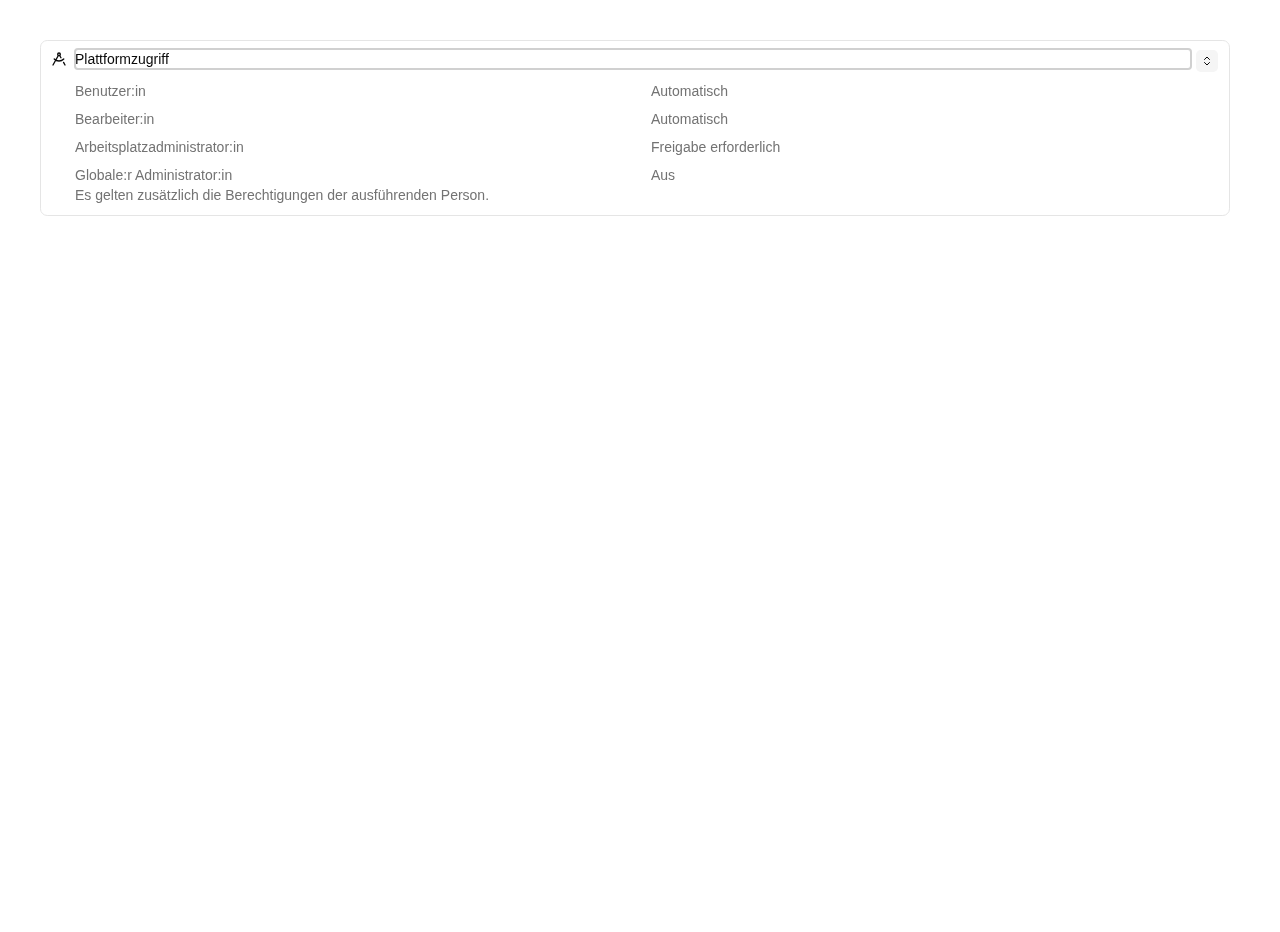 Plattformzugriff
Benutzer:in Automatisch
Bearbeiter:in Automatisch
Arbeitsplatzadministrator:in Freigabe erforderlich
Globale:r Administrator:in Aus
Es gelten zusätzlich die Berechtigungen der ausführenden Person.